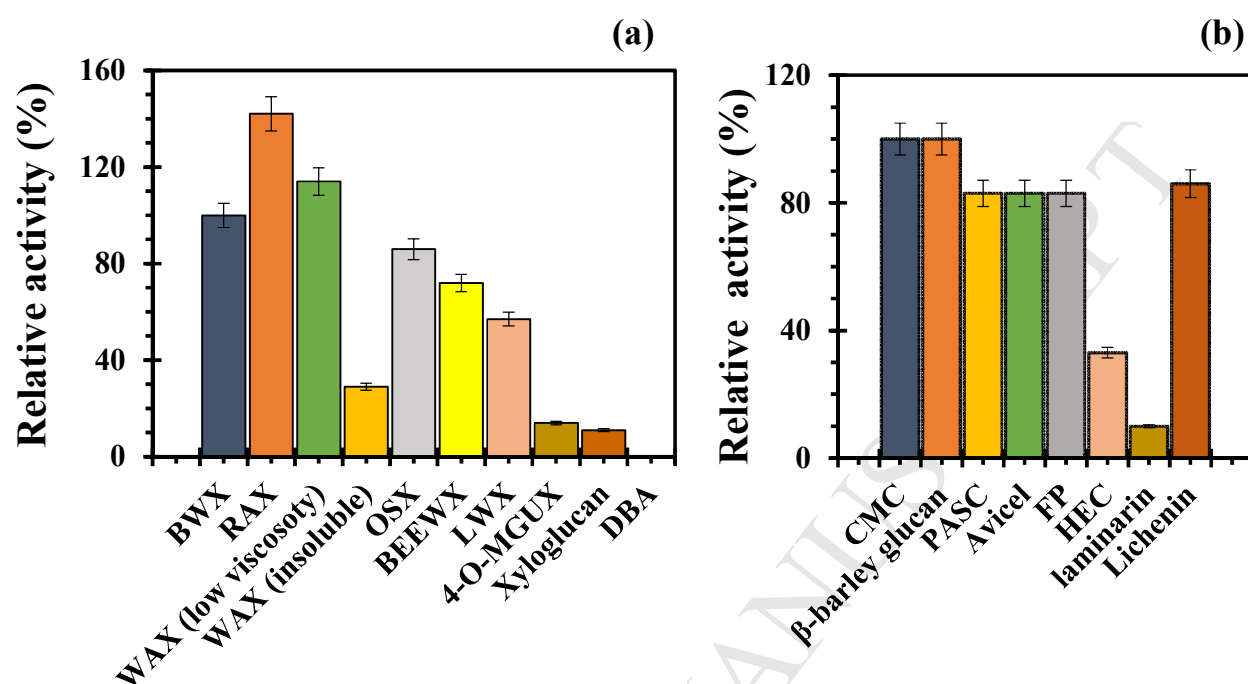 (a)
Relative activity (%)
160
120
80
40
0
BWX
RAX
WAX (low viscosoty)
WAX (insoluble)
OSX
BEEWX
LWX
4-O-MGUX
Xyloglucan
DBA
(b)
Relative activity (%)
120
80
40
0
CMC
β-barley glucan
PASC
Avicel
FP
HEC
laminarin
Lichenin